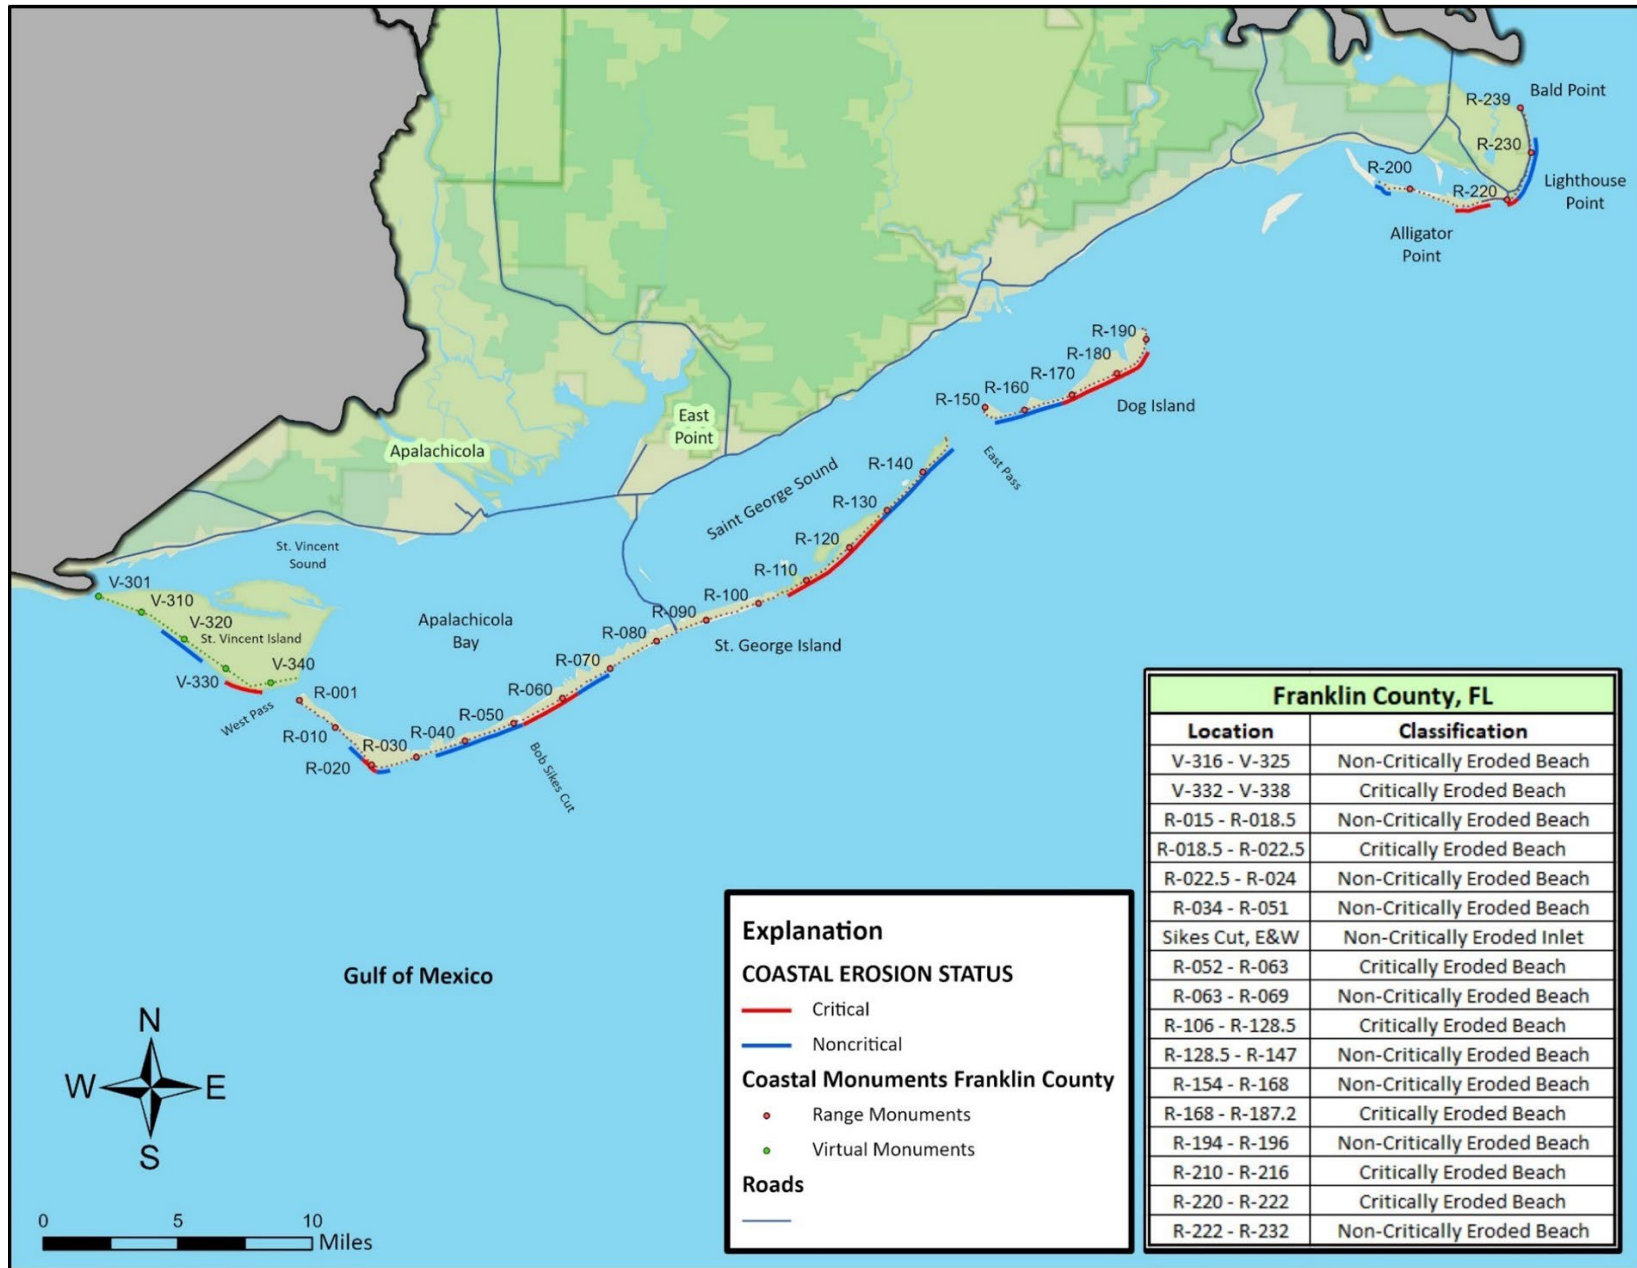 Bald Point
R-239
R-230
R-200
R-220
Lighthouse
Point
Alligator
Point
R-190
R-180
R-170
R-160
R-150
Dog Island
East
Point
Apalachicola
East Pass
Saint George Sound
R-140
R-130
R-120
R-110
R-100
R-090
R-080
R-070
R-060
R-050
R-040
R-030
R-020
R-010
R-001
St. Vincent
Sound
V-301
V-310
V-320
St. Vincent Island
V-330
V-340
West Pass
Apalachicola
Bay
St. George Island
Bob Sikes Cut
Gulf of Mexico
N
W E
S
0 5 10
Miles
Explanation
COASTAL EROSION STATUS
Critical
Noncritical
Coastal Monuments Franklin County
Range Monuments
Virtual Monuments
Roads
Franklin County, FL
Location Classification
V-316 - V-325 Non-Critically Eroded Beach
V-332 - V-338 Critically Eroded Beach
R-015 - R-018.5 Non-Critically Eroded Beach
R-018.5 - R-022.5 Critically Eroded Beach
R-022.5 - R-024 Non-Critically Eroded Beach
R-034 - R-051 Non-Critically Eroded Beach
Sikes Cut, E&W Non-Critically Eroded Inlet
R-052 - R-063 Critically Eroded Beach
R-063 - R-069 Non-Critically Eroded Beach
R-106 - R-128.5 Critically Eroded Beach
R-128.5 - R-147 Non-Critically Eroded Beach
R-154 - R-168 Non-Critically Eroded Beach
R-168 - R-187.2 Critically Eroded Beach
R-194 - R-196 Non-Critically Eroded Beach
R-210 - R-216 Critically Eroded Beach
R-220 - R-222 Critically Eroded Beach
R-222 - R-232 Non-Critically Eroded Beach